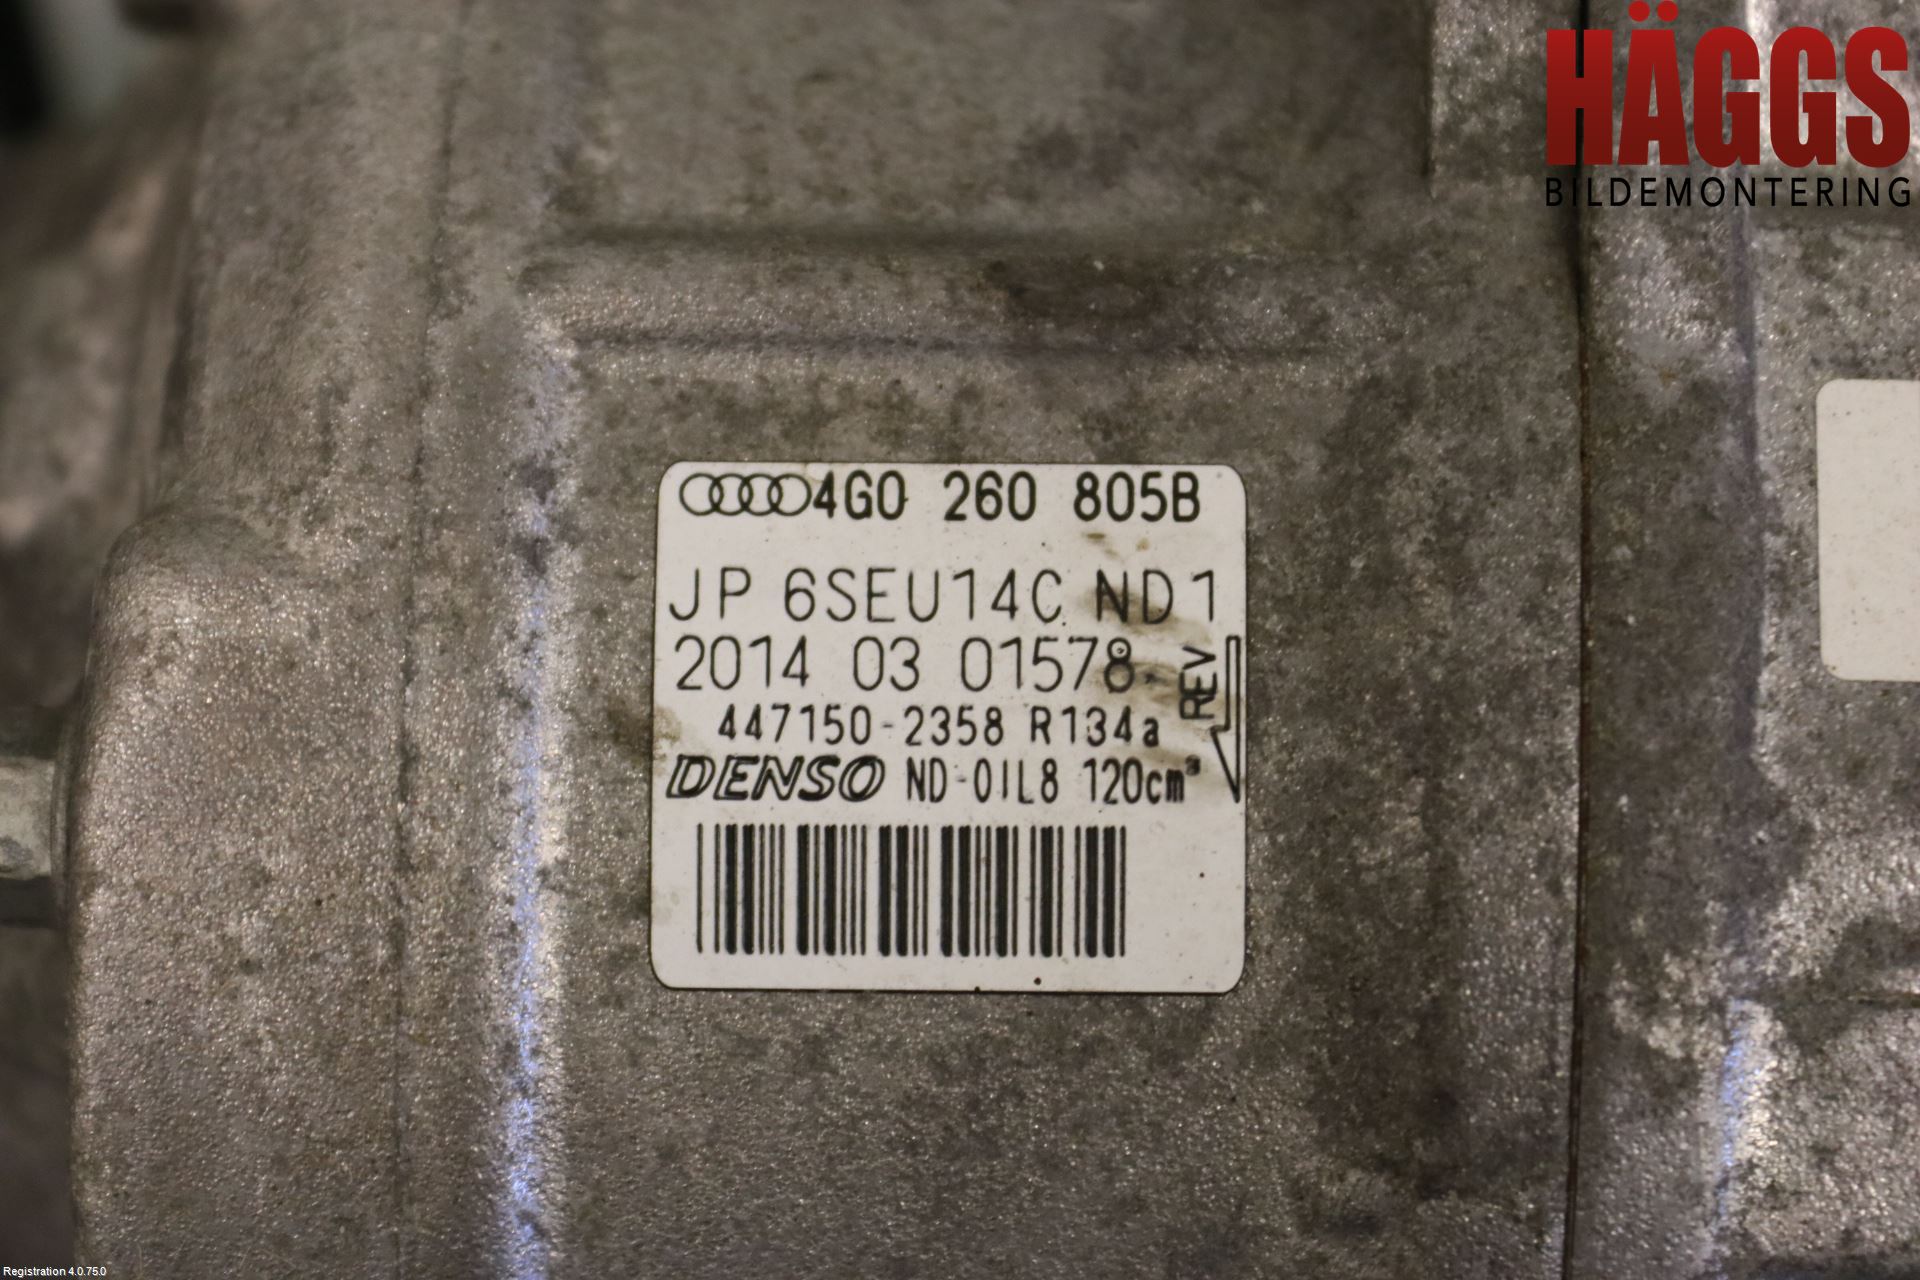 HÄGGS
BILDEMONTERING
4G0 260 805B
JP 6SEU14C ND1
2014 03 01578
REV
447150-2358 R134a
DENSO ND-OIL8 120cm³
Registration 4.0.75.0